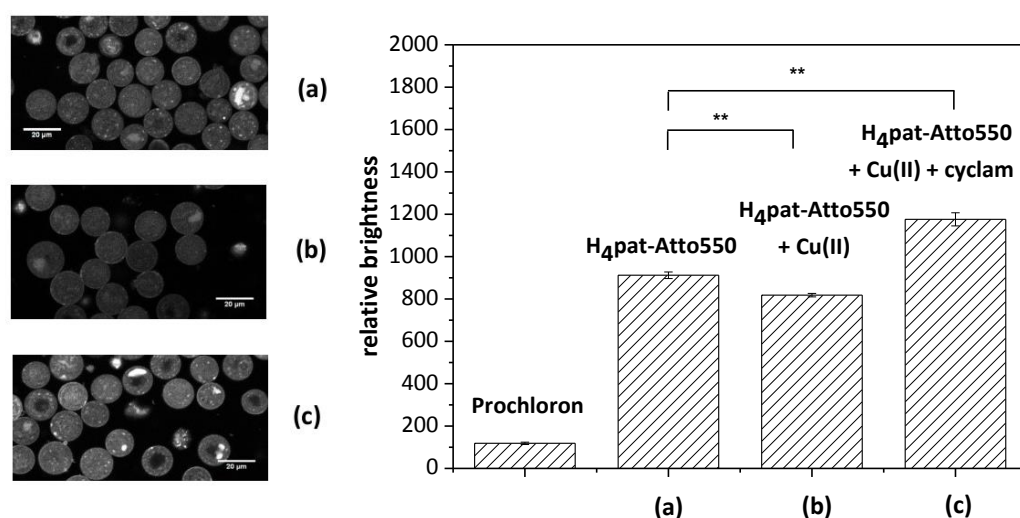 20 µm
(a)
20 µm
(b)
20 µm
(c)
relative brightness
2000
1800
1600
1400
1200
1000
800
600
400
200
0
**
**
Prochloron
H₄pat-Atto550
H₄pat-Atto550
+ Cu(II)
H₄pat-Atto550
+ Cu(II) + cyclam
(a)
(b)
(c)